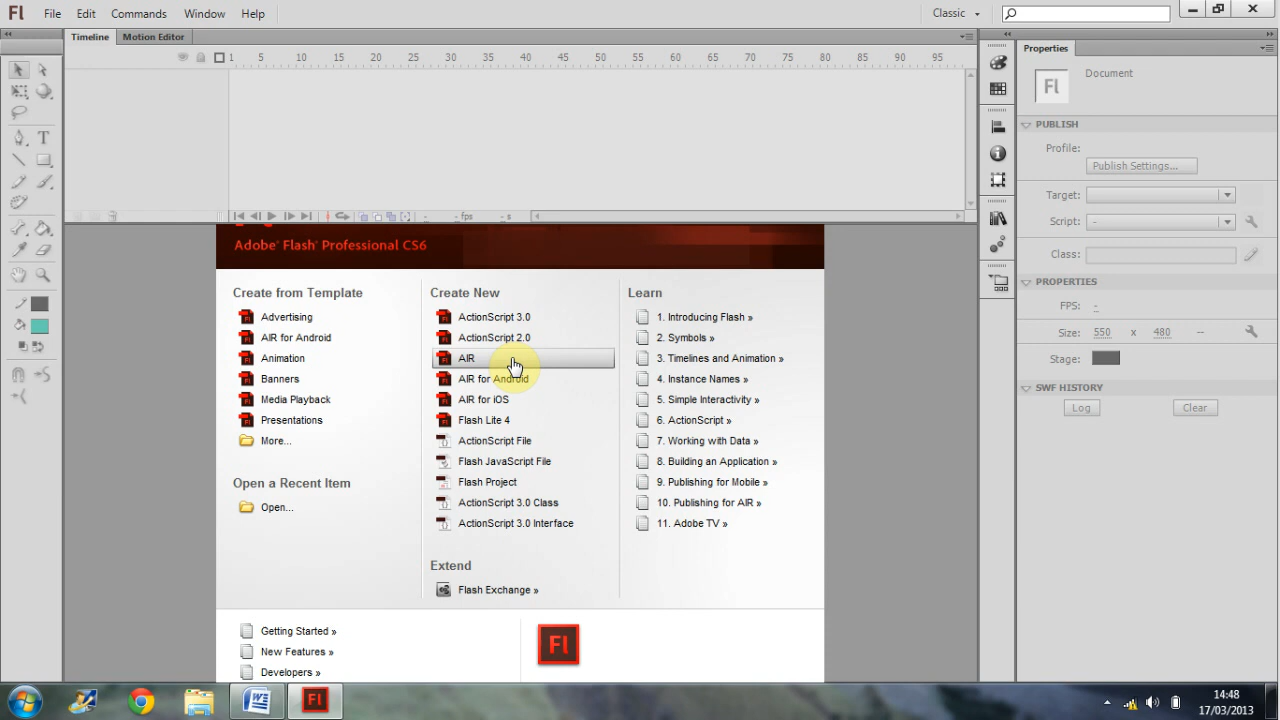 Fl File Edit Commands Window Help Classic
Timeline Motion Editor
1 5 10 15 20 25 30 35 40 45 50 55 60 65 70 75 80 85 90 95
- - fps - s
Adobe® Flash® Professional CS6
Create from Template
Advertising
AIR for Android
Animation
Banners
Media Playback
Presentations
More...
Open a Recent Item
Open...
Create New
ActionScript 3.0
ActionScript 2.0
AIR
AIR for Android
AIR for iOS
Flash Lite 4
ActionScript File
Flash JavaScript File
Flash Project
ActionScript 3.0 Class
ActionScript 3.0 Interface
Extend
Flash Exchange »
Learn
1. Introducing Flash »
2. Symbols »
3. Timelines and Animation »
4. Instance Names »
5. Simple Interactivity »
6. ActionScript »
7. Working with Data »
8. Building an Application »
9. Publishing for Mobile »
10. Publishing for AIR »
11. Adobe TV »
Getting Started »
New Features »
Developers »
Fl
Properties
Fl Document
PUBLISH
Profile:
Publish Settings...
Target:
Script: -
Class:
PROPERTIES
FPS: -
Size: 550 x 480 --
Stage:
SWF HISTORY
Log Clear
W Fl
14:48
17/03/2013